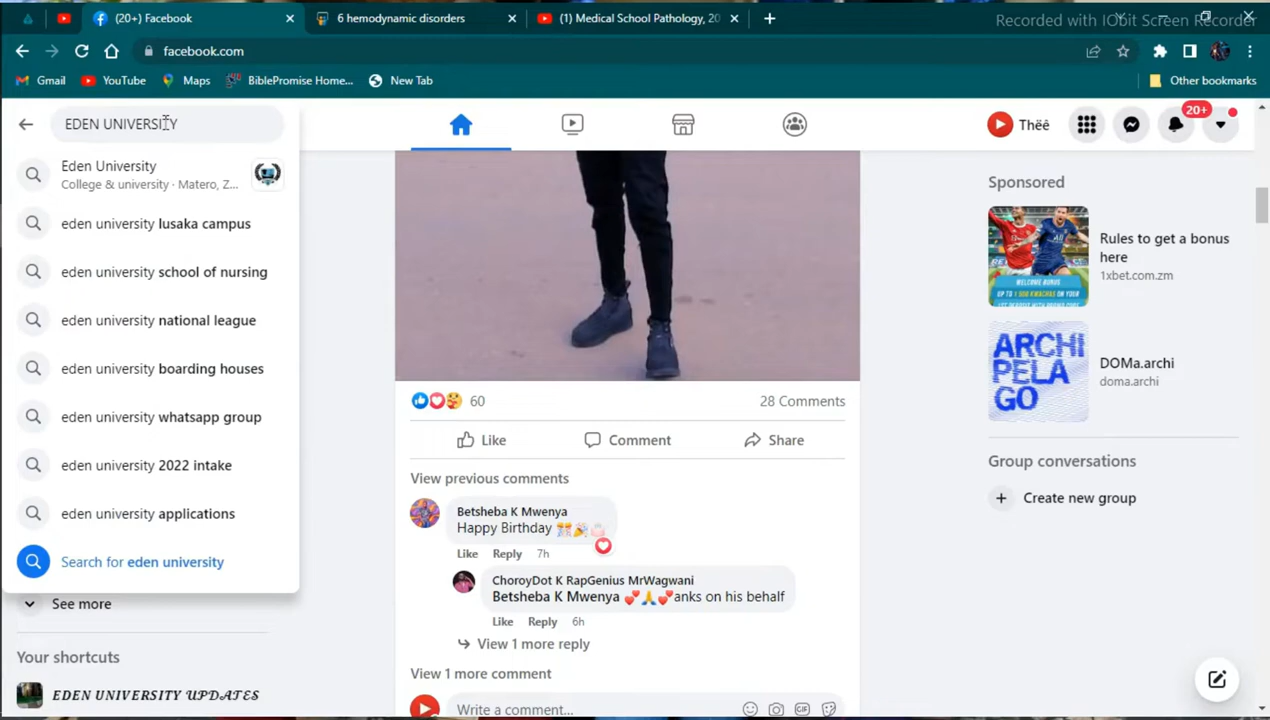 (20+) Facebook
6 hemodynamic disorders
(1) Medical School Pathology, 20
Recorded with IObit Screen Recorder
facebook.com
Gmail
YouTube
Maps
BiblePromise Home...
New Tab
Other bookmarks
EDEN UNIVERSITY
Thëê
20+
Eden University
College & university · Matero, Z...
eden university lusaka campus
eden university school of nursing
eden university national league
eden university boarding houses
eden university whatsapp group
eden university 2022 intake
eden university applications
Search for eden university
See more
Your shortcuts
EDEN UNIVERSITY UPDATES
60
28 Comments
Like
Comment
Share
View previous comments
Betsheba K Mwenya
Happy Birthday 🎊🎉🎂
Like Reply 7h
ChoroyDot K RapGenius MrWagwani
Betsheba K Mwenya 💕🙏💕anks on his behalf
Like Reply 6h
View 1 more reply
View 1 more comment
Write a comment...
GIF
Sponsored
WELCOME BONUS
Rules to get a bonus
here
1xbet.com.zm
ARCHI
PELA
GO
DOMa.archi
doma.archi
Group conversations
Create new group